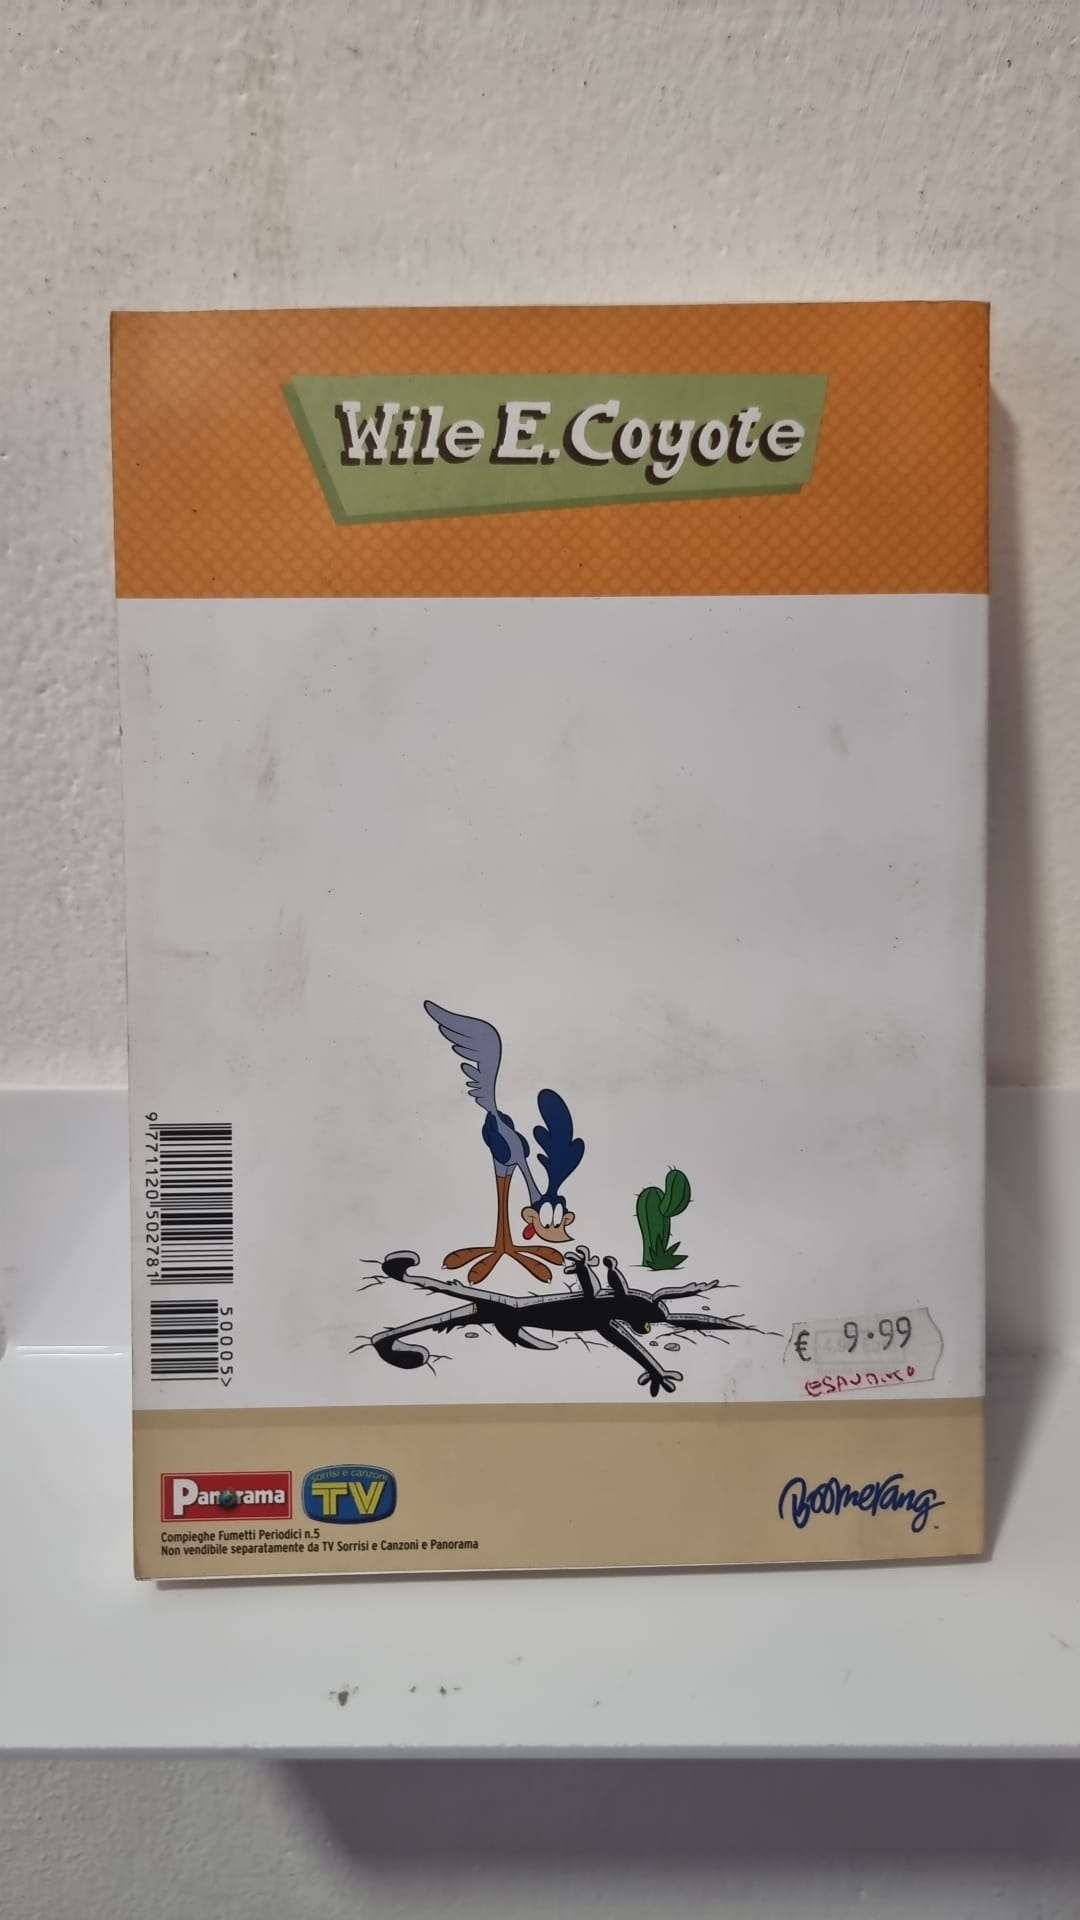 Wile E. Coyote
9 771120 502781
50005>
€ 9.99
ESAURITO
Panorama
sorrisi e canzoni
TV
Boomerang
Compieghe Fumetti Periodici n.5
Non vendibile separatamente da TV Sorrisi e Canzoni e Panorama